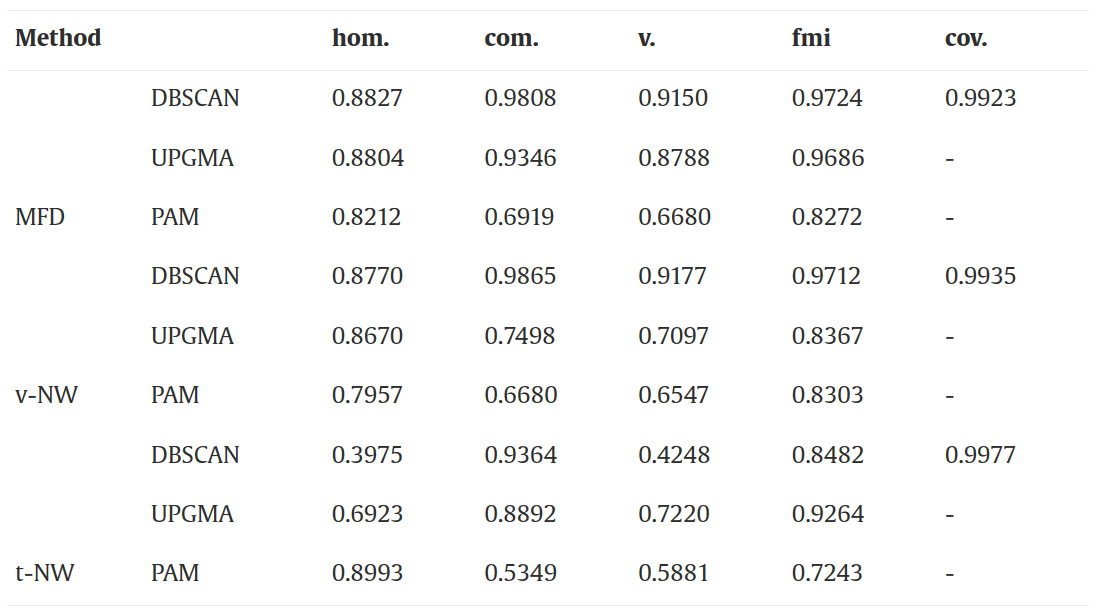 Method hom. com. v. fmi cov.
DBSCAN 0.8827 0.9808 0.9150 0.9724 0.9923
UPGMA 0.8804 0.9346 0.8788 0.9686 -
MFD PAM 0.8212 0.6919 0.6680 0.8272 -
DBSCAN 0.8770 0.9865 0.9177 0.9712 0.9935
UPGMA 0.8670 0.7498 0.7097 0.8367 -
v-NW PAM 0.7957 0.6680 0.6547 0.8303 -
DBSCAN 0.3975 0.9364 0.4248 0.8482 0.9977
UPGMA 0.6923 0.8892 0.7220 0.9264 -
t-NW PAM 0.8993 0.5349 0.5881 0.7243 -